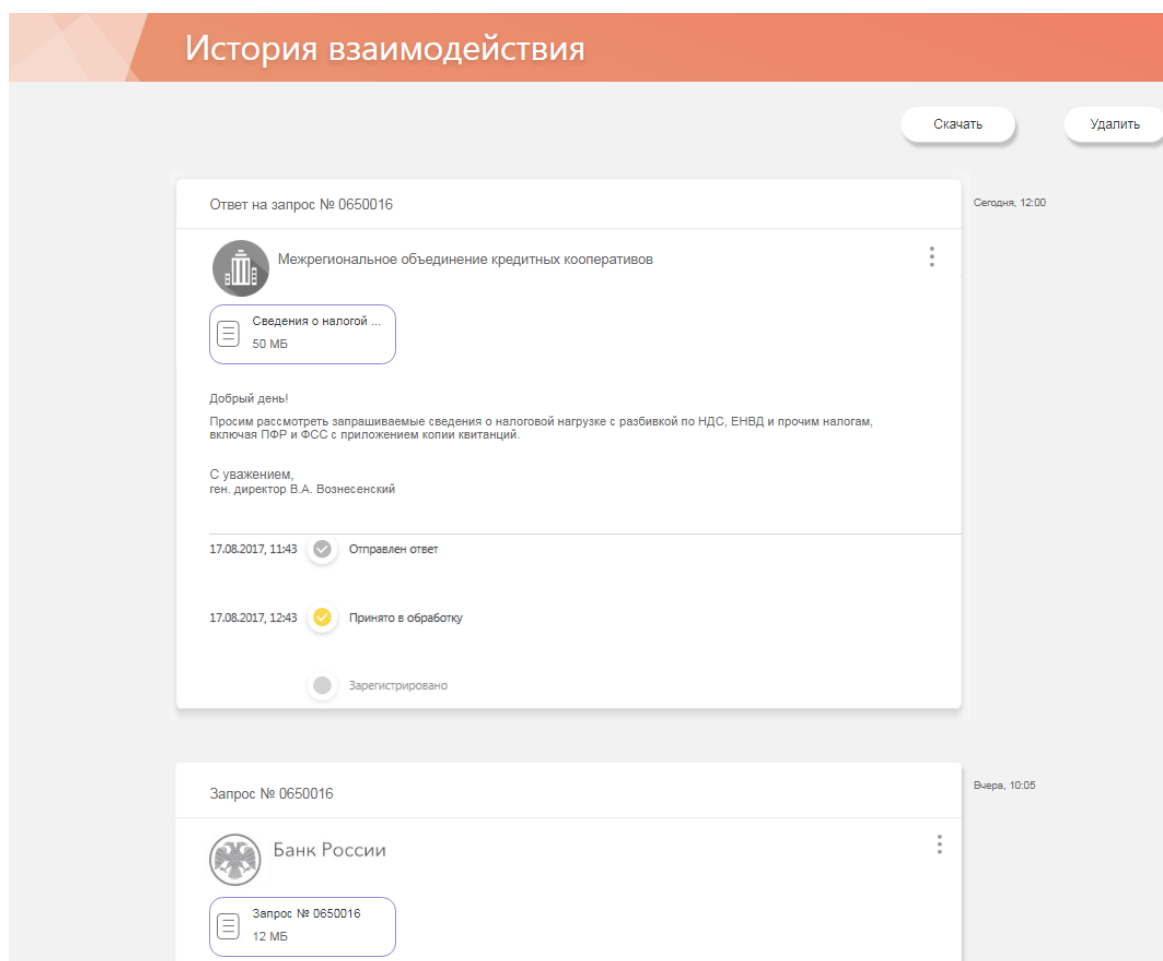 История взаимодействия
Скачать
Удалить
Ответ на запрос № 0650016
Сегодня, 12:00
Межрегиональное объединение кредитных кооперативов
Сведения о налогой ...
50 МБ
Добрый день!
Просим рассмотреть запрашиваемые сведения о налоговой нагрузке с разбивкой по НДС, ЕНВД и прочим налогам,
включая ПФР и ФСС с приложением копии квитанций.
С уважением,
ген. директор В.А. Вознесенский
17.08.2017, 11:43 Отправлен ответ
17.08.2017, 12:43 Принято в обработку
Зарегистрировано
Запрос № 0650016
Вчера, 10:05
Банк России
Запрос № 0650016
12 МБ